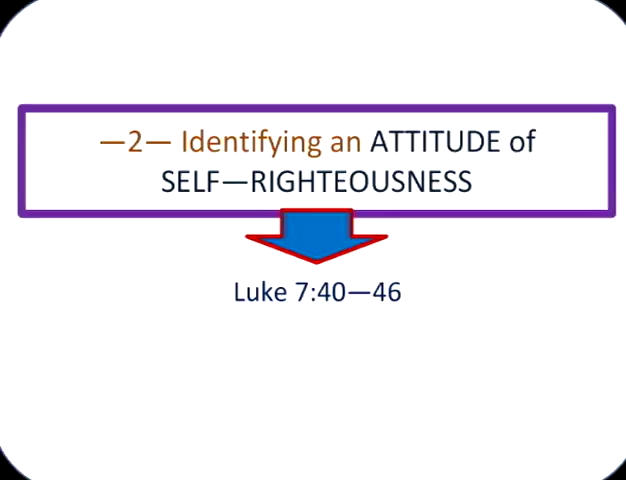 —2— Identifying an ATTITUDE of
SELF—RIGHTEOUSNESS
Luke 7:40—46